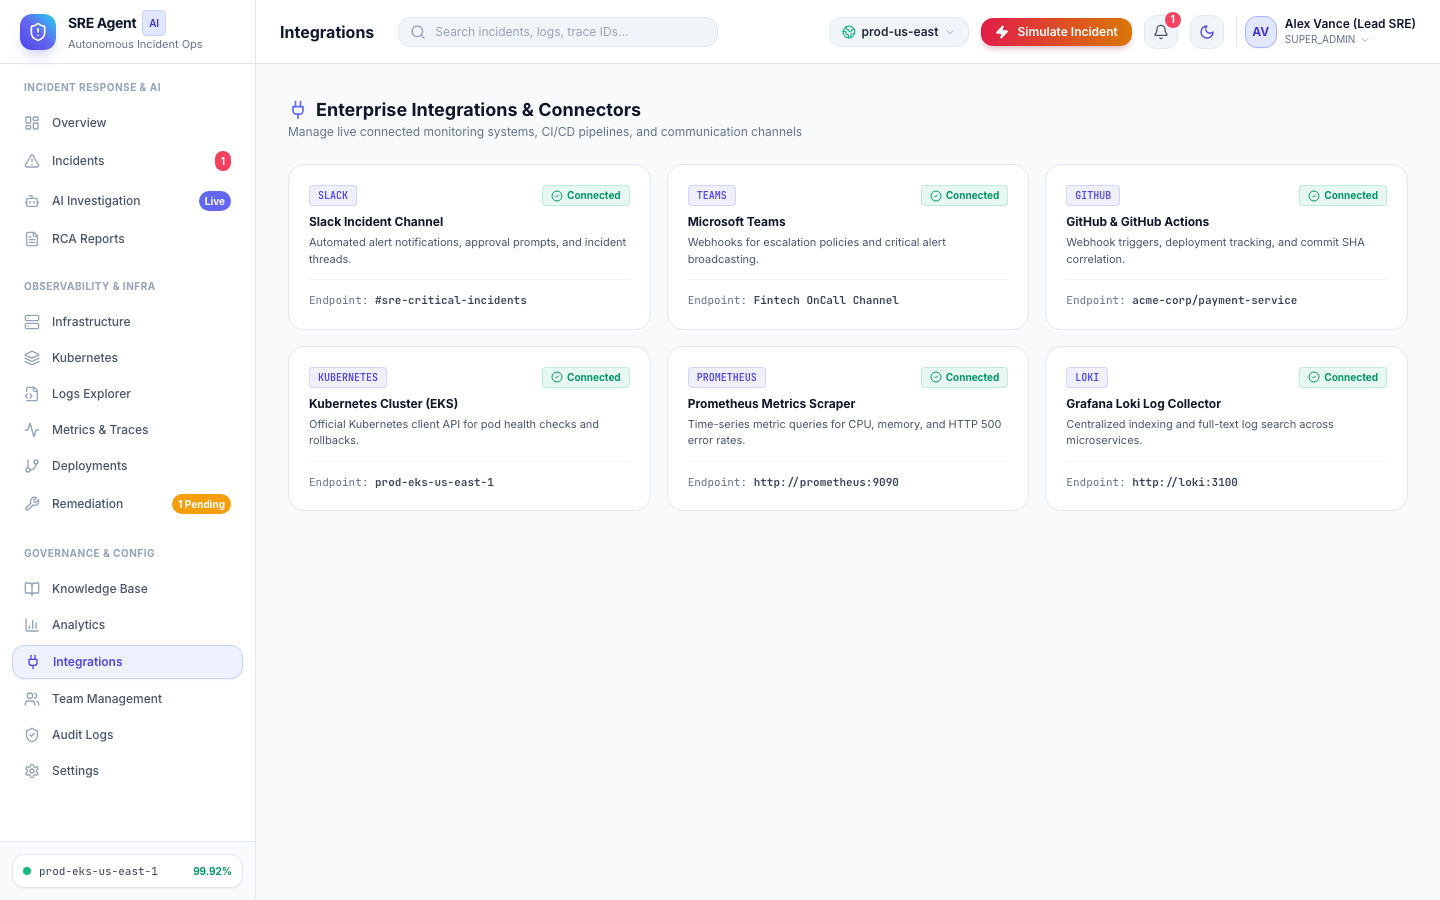 SRE Agent AI
Autonomous Incident Ops
INCIDENT RESPONSE & AI
Overview
Incidents 1
AI Investigation Live
RCA Reports
OBSERVABILITY & INFRA
Infrastructure
Kubernetes
Logs Explorer
Metrics & Traces
Deployments
Remediation 1 Pending
GOVERNANCE & CONFIG
Knowledge Base
Analytics
Integrations
Team Management
Audit Logs
Settings
prod-eks-us-east-1 99.92%
Integrations
Search incidents, logs, trace IDs...
prod-us-east
Simulate Incident
1
AV
Alex Vance (Lead SRE)
SUPER_ADMIN
Enterprise Integrations & Connectors
Manage live connected monitoring systems, CI/CD pipelines, and communication channels
SLACK Connected
Slack Incident Channel
Automated alert notifications, approval prompts, and incident
threads.
Endpoint: #sre-critical-incidents
TEAMS Connected
Microsoft Teams
Webhooks for escalation policies and critical alert
broadcasting.
Endpoint: Fintech OnCall Channel
GITHUB Connected
GitHub & GitHub Actions
Webhook triggers, deployment tracking, and commit SHA
correlation.
Endpoint: acme-corp/payment-service
KUBERNETES Connected
Kubernetes Cluster (EKS)
Official Kubernetes client API for pod health checks and
rollbacks.
Endpoint: prod-eks-us-east-1
PROMETHEUS Connected
Prometheus Metrics Scraper
Time-series metric queries for CPU, memory, and HTTP 500
error rates.
Endpoint: http://prometheus:9090
LOKI Connected
Grafana Loki Log Collector
Centralized indexing and full-text log search across
microservices.
Endpoint: http://loki:3100